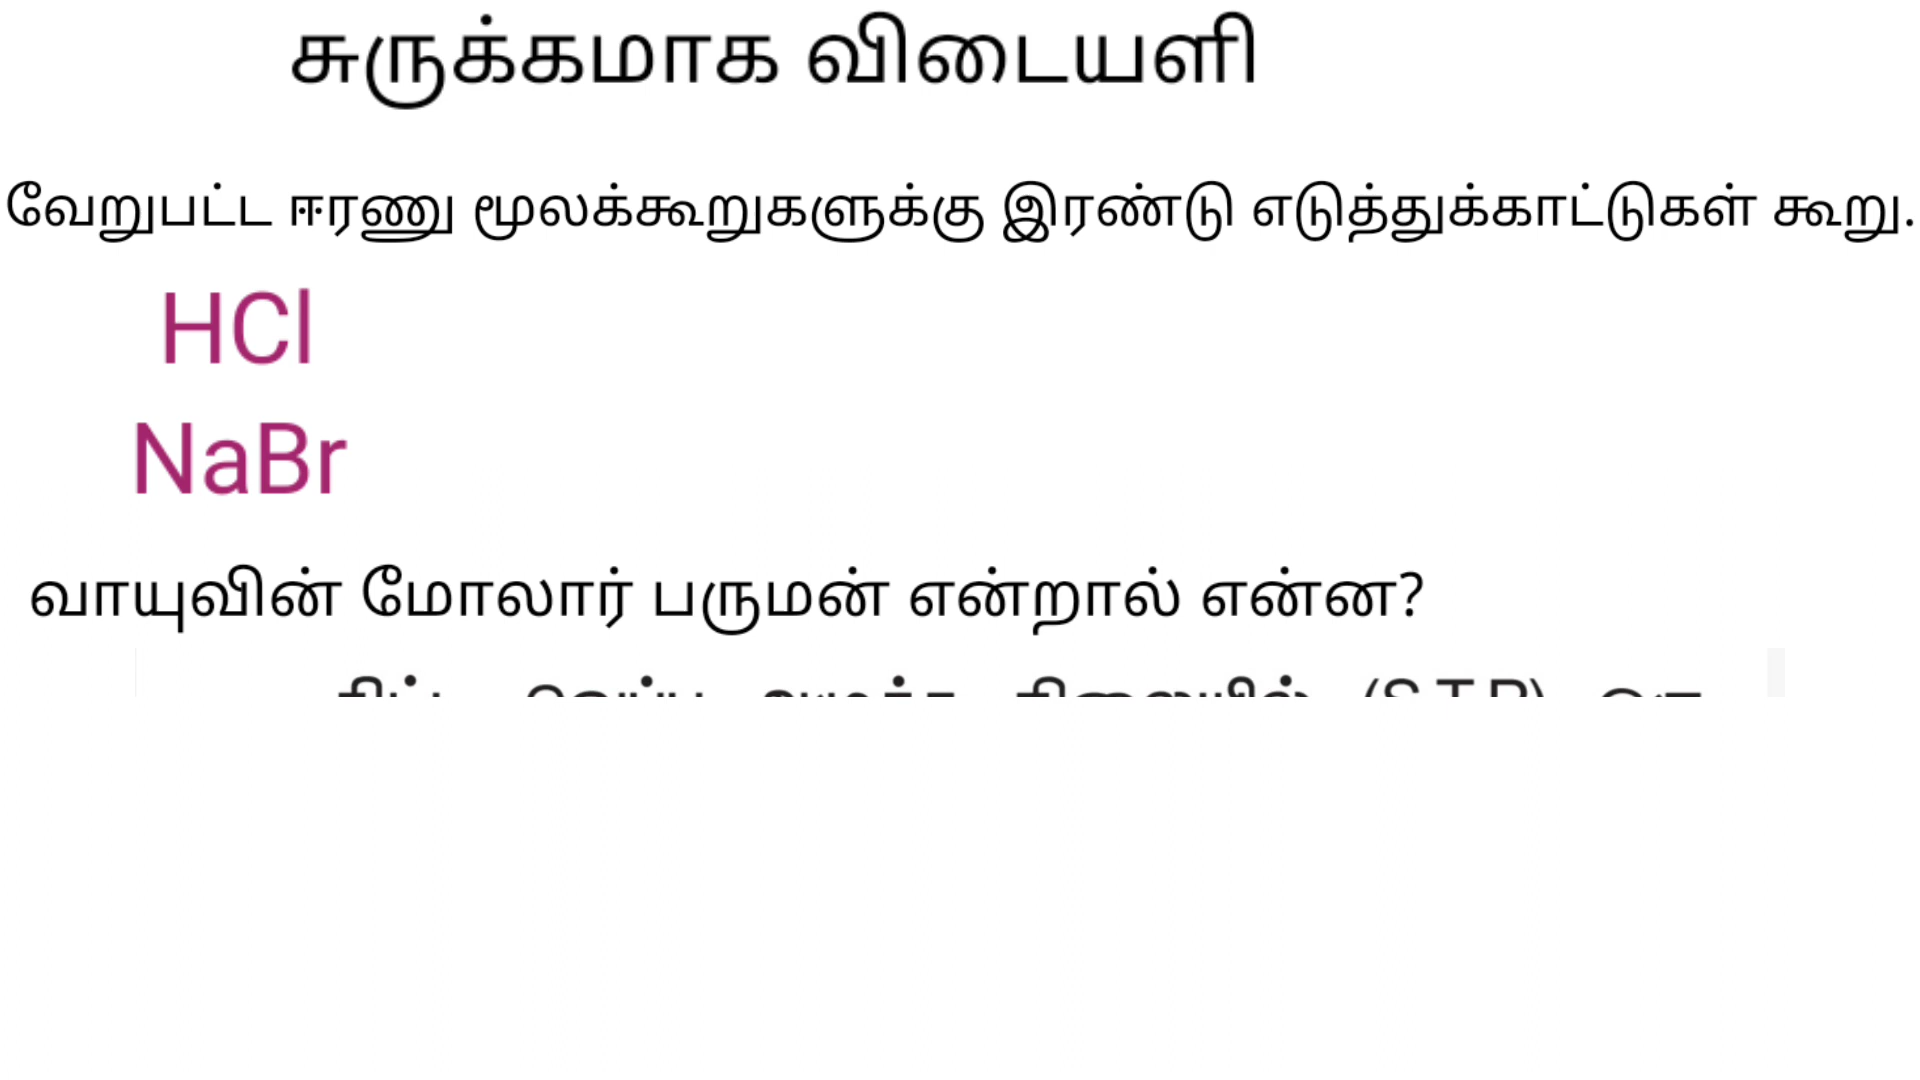 சுருக்கமாக விடையளி
வேறுபட்ட ஈரணு மூலக்கூறுகளுக்கு இரண்டு எடுத்துக்காட்டுகள் கூறு.
HCl
NaBr
வாயுவின் மோலார் பருமன் என்றால் என்ன?
(S.T.P)